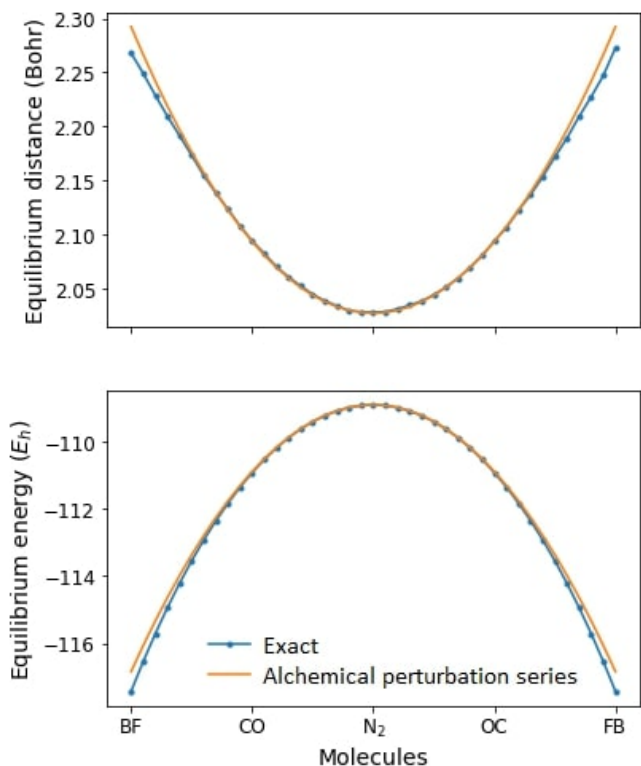 Equilibrium distance (Bohr)
2.30
2.25
2.20
2.15
2.10
2.05
Equilibrium energy (Eₕ)
−110
−112
−114
−116
Exact
Alchemical perturbation series
BF
CO
N₂
OC
FB
Molecules